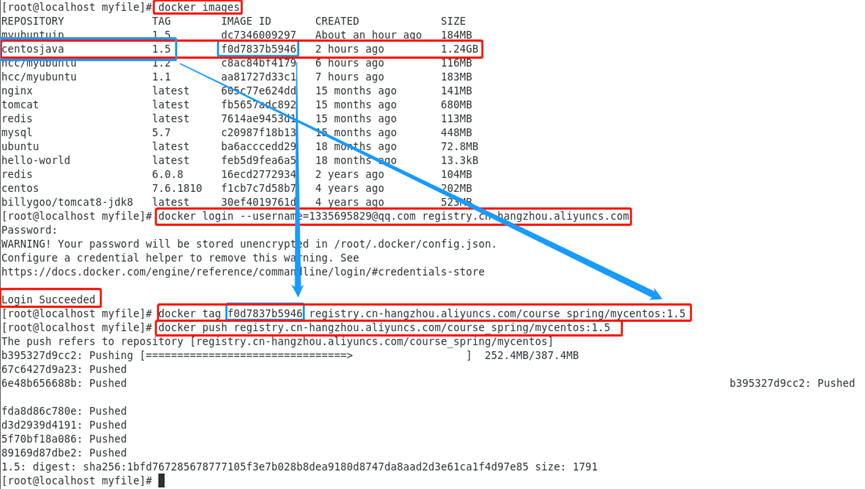 [root@localhost myfile]# docker images
REPOSITORY TAG IMAGE ID CREATED SIZE
myubuntuip 1.5 dc7346009297 About an hour ago 184MB
centosjava 1.5 f0d7837b5946 2 hours ago 1.24GB
hcc/myubuntu 1.2 c8ac84bf4179 6 hours ago 116MB
hcc/myubuntu 1.1 aa81727d33c1 7 hours ago 183MB
nginx latest 605c77e624dd 15 months ago 141MB
tomcat latest fb5657adc892 15 months ago 680MB
redis latest 7614ae9453d1 15 months ago 113MB
mysql 5.7 c20987f18b13 15 months ago 448MB
ubuntu latest ba6acccedd29 18 months ago 72.8MB
hello-world latest feb5d9fea6a5 18 months ago 13.3kB
redis 6.0.8 16ecd2772934 2 years ago 104MB
centos 7.6.1810 f1cb7c7d58b7 4 years ago 202MB
billygoo/tomcat8-jdk8 latest 30ef4019761d 4 years ago 523MB
[root@localhost myfile]# docker login --username=1335695829@qq.com registry.cn-hangzhou.aliyuncs.com
Password:
WARNING! Your password will be stored unencrypted in /root/.docker/config.json.
Configure a credential helper to remove this warning. See
https://docs.docker.com/engine/reference/commandline/login/#credentials-store
Login Succeeded
[root@localhost myfile]# docker tag f0d7837b5946 registry.cn-hangzhou.aliyuncs.com/course_spring/mycentos:1.5
[root@localhost myfile]# docker push registry.cn-hangzhou.aliyuncs.com/course_spring/mycentos:1.5
The push refers to repository [registry.cn-hangzhou.aliyuncs.com/course_spring/mycentos]
b395327d9cc2: Pushing [================================> ] 252.4MB/387.4MB
67c6427d9a23: Pushed
6e48b656688b: Pushed b395327d9cc2: Pushed
fda8d86c780e: Pushed
d3d2939d4191: Pushed
5f70bf18a086: Pushed
89169d87dbe2: Pushed
1.5: digest: sha256:1bfd767285678777105f3e7b028b8dea9180d8747da8aad2d3e61ca1f4d97e85 size: 1791
[root@localhost myfile]#